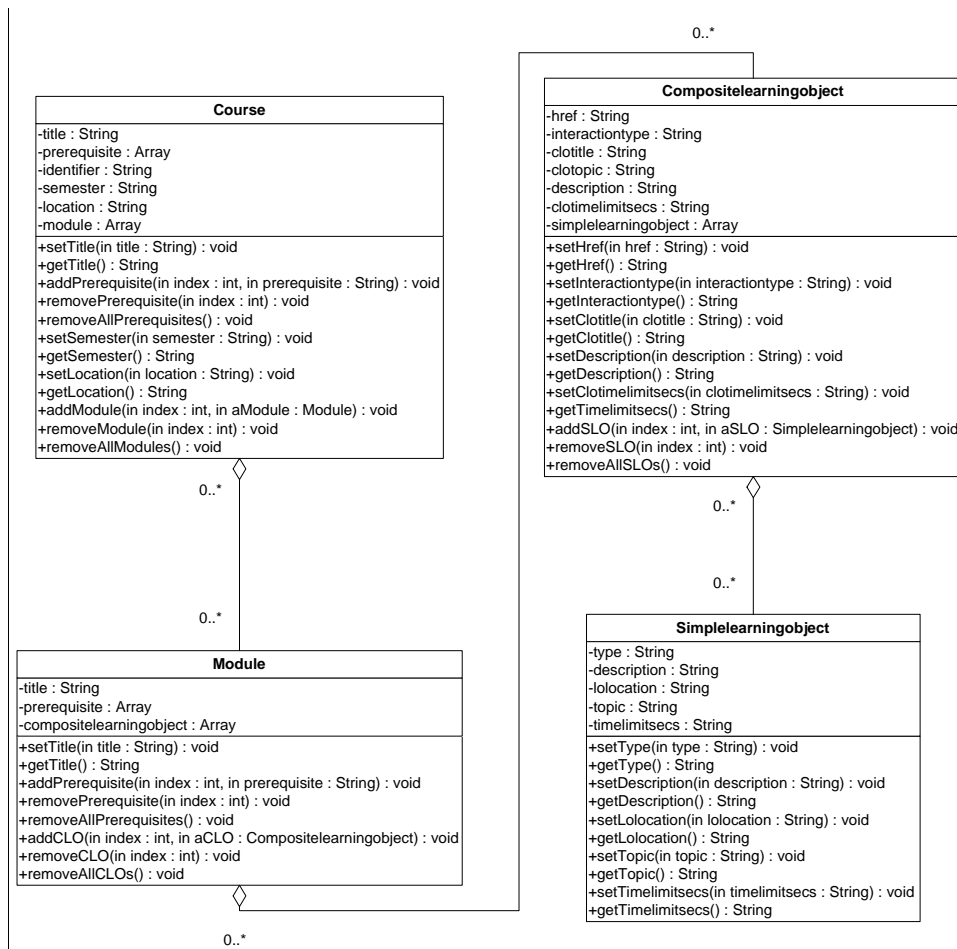 Course
-title : String
-prerequisite : Array
-identifier : String
-semester : String
-location : String
-module : Array
+setTitle(in title : String) : void
+getTitle() : String
+addPrerequisite(in index : int, in prerequisite : String) : void
+removePrerequisite(in index : int) : void
+removeAllPrerequisites() : void
+setSemester(in semester : String) : void
+getSemester() : String
+setLocation(in location : String) : void
+getLocation() : String
+addModule(in index : int, in aModule : Module) : void
+removeModule(in index : int) : void
+removeAllModules() : void
0..*
0..*
Module
-title : String
-prerequisite : Array
-compositelearningobject : Array
+setTitle(in title : String) : void
+getTitle() : String
+addPrerequisite(in index : int, in prerequisite : String) : void
+removePrerequisite(in index : int) : void
+removeAllPrerequisites() : void
+addCLO(in index : int, in aCLO : Compositelearningobject) : void
+removeCLO(in index : int) : void
+removeAllCLOs() : void
0..*
0..*
Compositelearningobject
-href : String
-interactiontype : String
-clotitle : String
-clotopic : String
-description : String
-clotimelimitsecs : String
-simplelearningobject : Array
+setHref(in href : String) : void
+getHref() : String
+setInteractiontype(in interactiontype : String) : void
+getInteractiontype() : String
+setClotitle(in clotitle : String) : void
+getClotitle() : String
+setDescription(in description : String) : void
+getDescription() : String
+setClotimelimitsecs(in clotimelimitsecs : String) : void
+getTimelimitsecs() : String
+addSLO(in index : int, in aSLO : Simplelearningobject) : void
+removeSLO(in index : int) : void
+removeAllSLOs() : void
0..*
0..*
Simplelearningobject
-type : String
-description : String
-lolocation : String
-topic : String
-timelimitsecs : String
+setType(in type : String) : void
+getType() : String
+setDescription(in description : String) : void
+getDescription() : String
+setLolocation(in lolocation : String) : void
+getLolocation() : String
+setTopic(in topic : String) : void
+getTopic() : String
+setTimelimitsecs(in timelimitsecs : String) : void
+getTimelimitsecs() : String